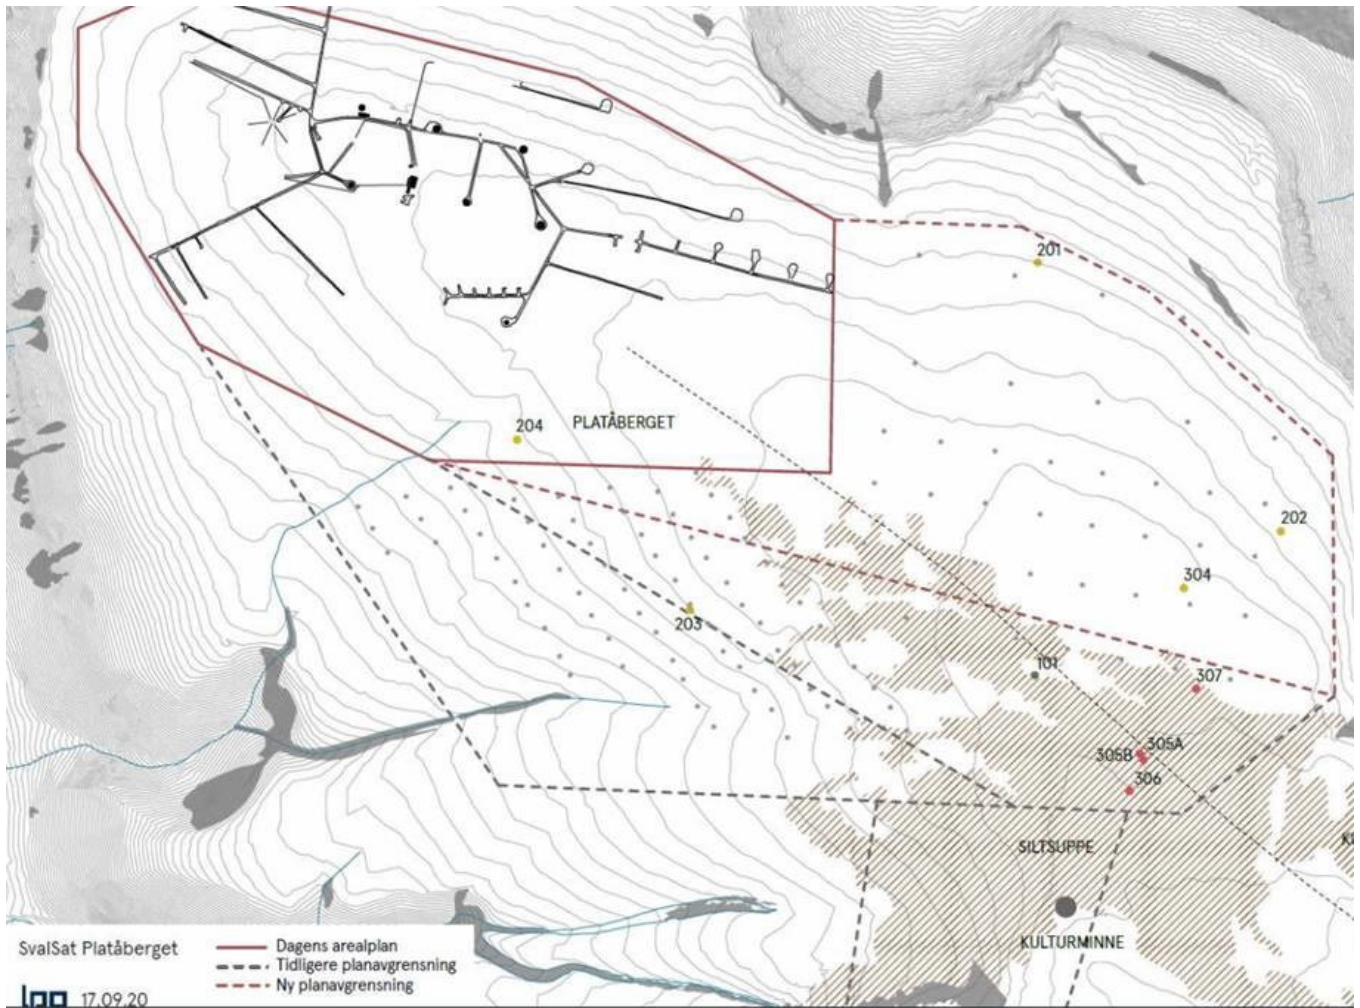 201
204
PLATÅBERGET
202
304
203
101
307
305A
305B
306
SILTSUPPE
KULTURMINNE
SvalSat Platåberget
Dagens arealplan
Tidligere planavgrensning
Ny planavgrensning
17.09.20